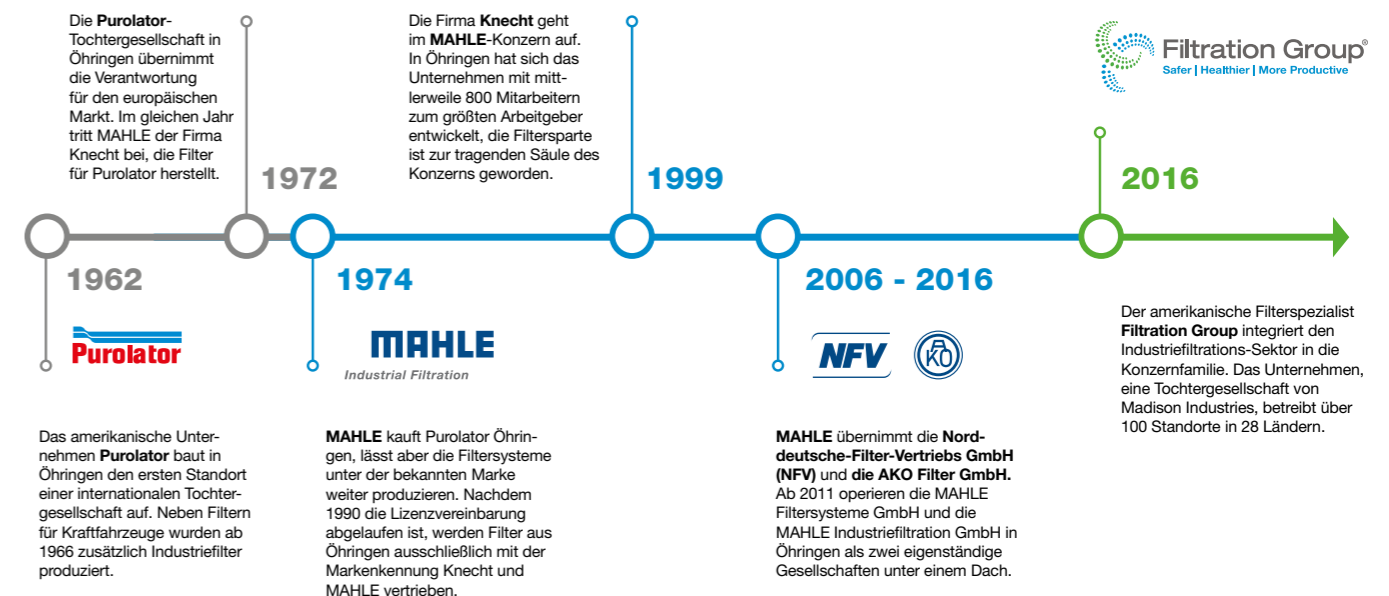 Die Purolator-
Tochtergesellschaft in
Öhringen übernimmt
die Verantwortung
für den europäischen
Markt. Im gleichen Jahr
tritt MAHLE der Firma
Knecht bei, die Filter
für Purolator herstellt.
1972
Die Firma Knecht geht
im MAHLE-Konzern auf.
In Öhringen hat sich das
Unternehmen mit mitt-
lerweile 800 Mitarbeitern
zum größten Arbeitgeber
entwickelt, die Filtersparte
ist zur tragenden Säule des
Konzerns geworden.
1999
Filtration Group®
Safer | Healthier | More Productive
2016
1962
Purolator
Das amerikanische Unter-
nehmen Purolator baut in
Öhringen den ersten Standort
einer internationalen Tochter-
gesellschaft auf. Neben Filtern
für Kraftfahrzeuge wurden ab
1966 zusätzlich Industriefilter
produziert.
1974
MAHLE
Industrial Filtration
MAHLE kauft Purolator Öhrin-
gen, lässt aber die Filtersysteme
unter der bekannten Marke
weiter produzieren. Nachdem
1990 die Lizenzvereinbarung
abgelaufen ist, werden Filter aus
Öhringen ausschließlich mit der
Markenkennung Knecht und
MAHLE vertrieben.
2006 - 2016
NFV
AKO
MAHLE übernimmt die Nord-
deutsche-Filter-Vertriebs GmbH
(NFV) und die AKO Filter GmbH.
Ab 2011 operieren die MAHLE
Filtersysteme GmbH und die
MAHLE Industriefiltration GmbH in
Öhringen als zwei eigenständige
Gesellschaften unter einem Dach.
Der amerikanische Filterspezialist
Filtration Group integriert den
Industriefiltrations-Sektor in die
Konzernfamilie. Das Unternehmen,
eine Tochtergesellschaft von
Madison Industries, betreibt über
100 Standorte in 28 Ländern.